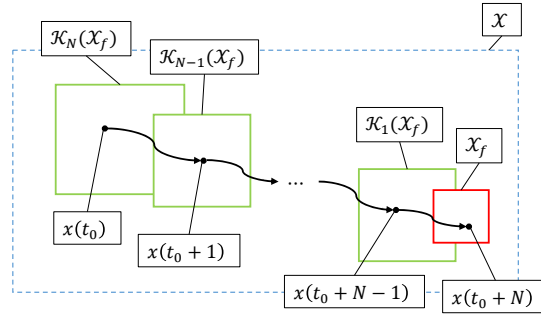 𝒳
𝒦_N(𝒳_f)
𝒦_{N−1}(𝒳_f)
𝒦_1(𝒳_f)
𝒳_f
...
x(t_0)
x(t_0 + 1)
x(t_0 + N − 1)
x(t_0 + N)